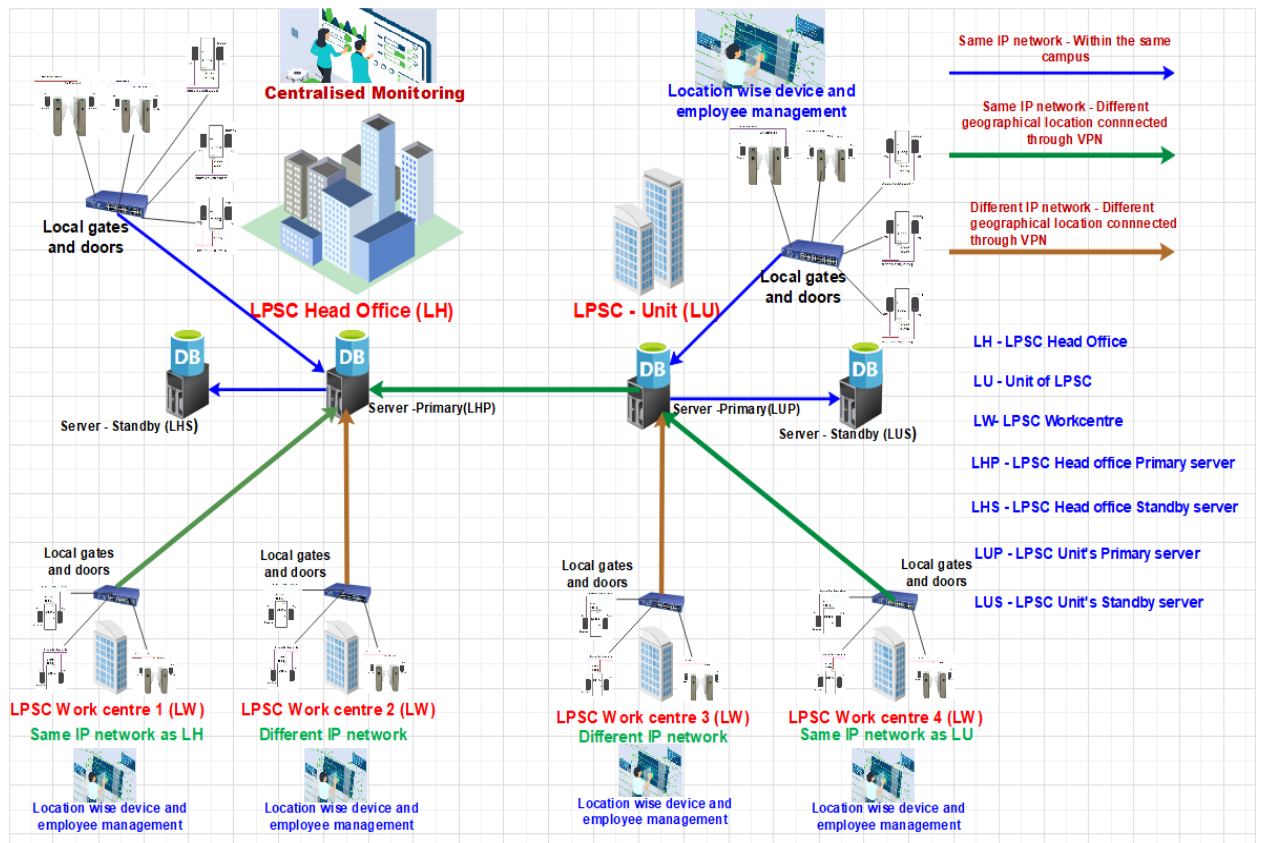 Centralised Monitoring
Location wise device and
employee management
Same IP network - Within the same
campus
Same IP network - Different
geographical location connnected
through VPN
Different IP network - Different
geographical location connnected
through VPN
Local gates
and doors
Local gates
and doors
LPSC Head Office (LH)
LPSC - Unit (LU)
DB
DB
DB
DB
Server - Standby (LHS)
Server -Primary(LHP)
Server -Primary(LUP)
Server - Standby (LUS)
LH - LPSC Head Office
LU - Unit of LPSC
LW- LPSC Workcentre
LHP - LPSC Head office Primary server
LHS - LPSC Head office Standby server
LUP - LPSC Unit's Primary server
LUS - LPSC Unit's Standby server
Local gates
and doors
Local gates
and doors
Local gates
and doors
Local gates
and doors
LPSC Work centre 1 (LW)
Same IP network as LH
Location wise device and
employee management
LPSC Work centre 2 (LW)
Different IP network
Location wise device and
employee management
LPSC Work centre 3 (LW)
Different IP network
Location wise device and
employee management
LPSC Work centre 4 (LW)
Same IP network as LU
Location wise device and
employee management